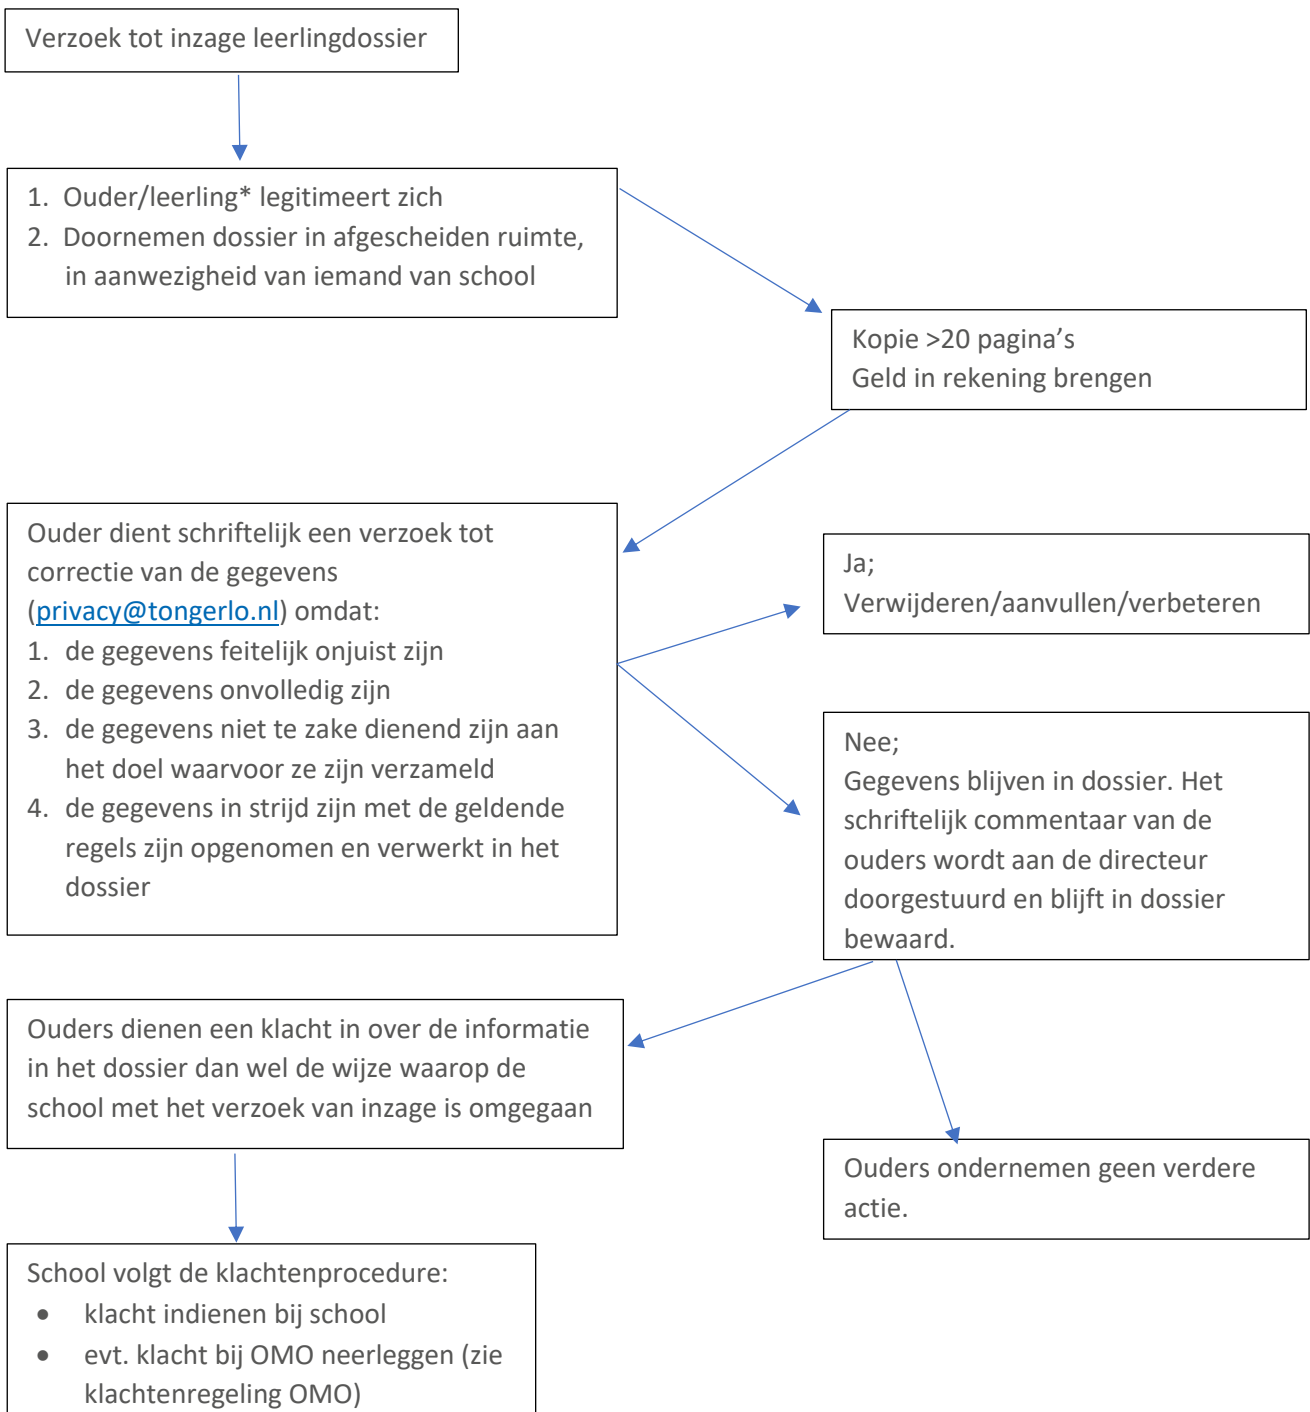 Verzoek tot inzage leerlingdossier
1. Ouder/leerling* legitimeert zich
2. Doornemen dossier in afgescheiden ruimte,
in aanwezigheid van iemand van school
Kopie >20 pagina’s
Geld in rekening brengen
Ouder dient schriftelijk een verzoek tot
correctie van de gegevens
(privacy@tongerlo.nl) omdat:
1. de gegevens feitelijk onjuist zijn
2. de gegevens onvolledig zijn
3. de gegevens niet te zake dienend zijn aan
het doel waarvoor ze zijn verzameld
4. de gegevens in strijd zijn met de geldende
regels zijn opgenomen en verwerkt in het
dossier
Ja;
Verwijderen/aanvullen/verbeteren
Nee;
Gegevens blijven in dossier. Het
schriftelijk commentaar van de
ouders wordt aan de directeur
doorgestuurd en blijft in dossier
bewaard.
Ouders dienen een klacht in over de informatie
in het dossier dan wel de wijze waarop de
school met het verzoek van inzage is omgegaan
Ouders ondernemen geen verdere
actie.
School volgt de klachtenprocedure:
• klacht indienen bij school
• evt. klacht bij OMO neerleggen (zie
klachtenregeling OMO)